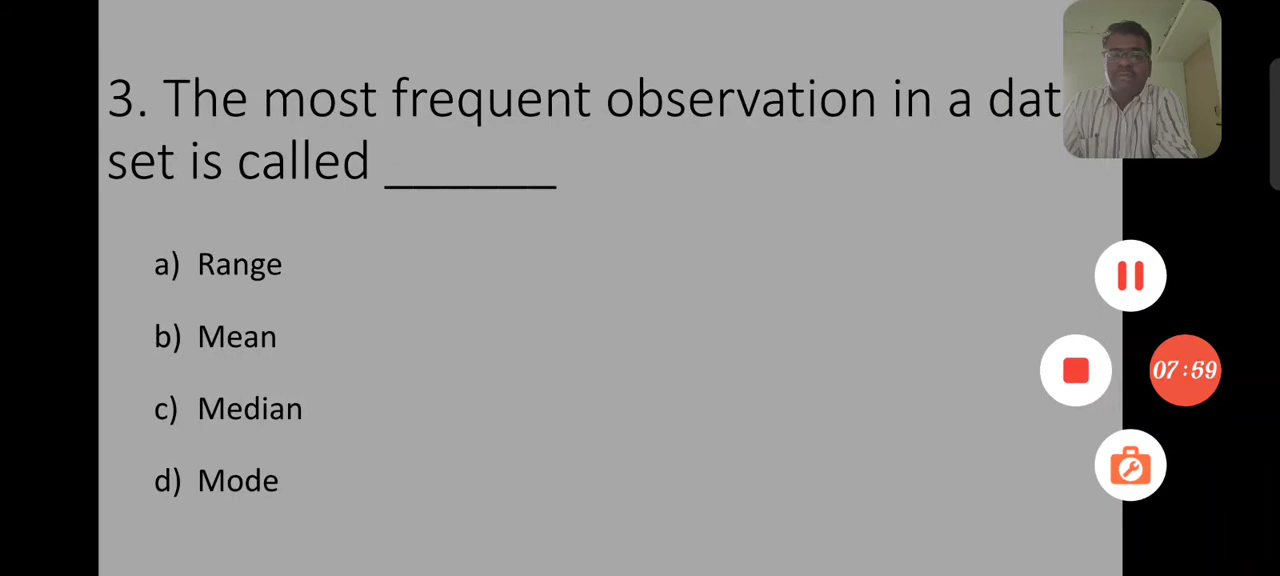 3. The most frequent observation in a dat
set is called _______
a) Range
b) Mean
c) Median
d) Mode
07:59